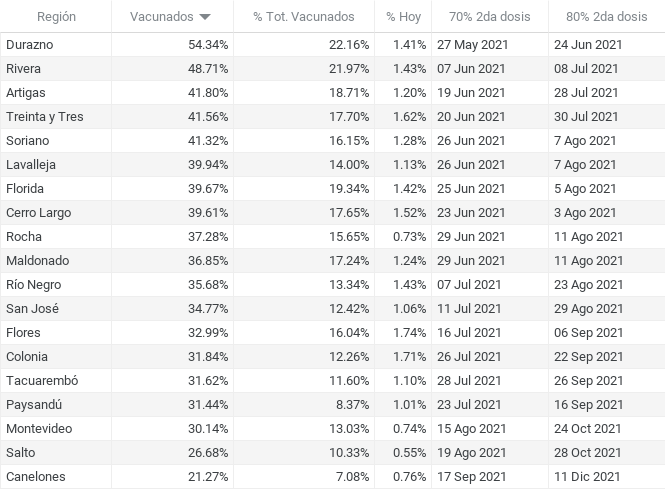 Región Vacunados % Tot. Vacunados % Hoy 70% 2da dosis 80% 2da dosis
Durazno 54.34% 22.16% 1.41% 27 May 2021 24 Jun 2021
Rivera 48.71% 21.97% 1.43% 07 Jun 2021 08 Jul 2021
Artigas 41.80% 18.71% 1.20% 19 Jun 2021 28 Jul 2021
Treinta y Tres 41.56% 17.70% 1.62% 20 Jun 2021 30 Jul 2021
Soriano 41.32% 16.15% 1.28% 26 Jun 2021 7 Ago 2021
Lavalleja 39.94% 14.00% 1.13% 26 Jun 2021 7 Ago 2021
Florida 39.67% 19.34% 1.42% 25 Jun 2021 5 Ago 2021
Cerro Largo 39.61% 17.65% 1.52% 23 Jun 2021 3 Ago 2021
Rocha 37.28% 15.65% 0.73% 29 Jun 2021 11 Ago 2021
Maldonado 36.85% 17.24% 1.24% 29 Jun 2021 11 Ago 2021
Río Negro 35.68% 13.34% 1.43% 07 Jul 2021 23 Ago 2021
San José 34.77% 12.42% 1.06% 11 Jul 2021 29 Ago 2021
Flores 32.99% 16.04% 1.74% 16 Jul 2021 06 Sep 2021
Colonia 31.84% 12.26% 1.71% 26 Jul 2021 22 Sep 2021
Tacuarembó 31.62% 11.60% 1.10% 28 Jul 2021 26 Sep 2021
Paysandú 31.44% 8.37% 1.01% 23 Jul 2021 16 Sep 2021
Montevideo 30.14% 13.03% 0.74% 15 Ago 2021 24 Oct 2021
Salto 26.68% 10.33% 0.55% 19 Ago 2021 28 Oct 2021
Canelones 21.27% 7.08% 0.76% 17 Sep 2021 11 Dic 2021